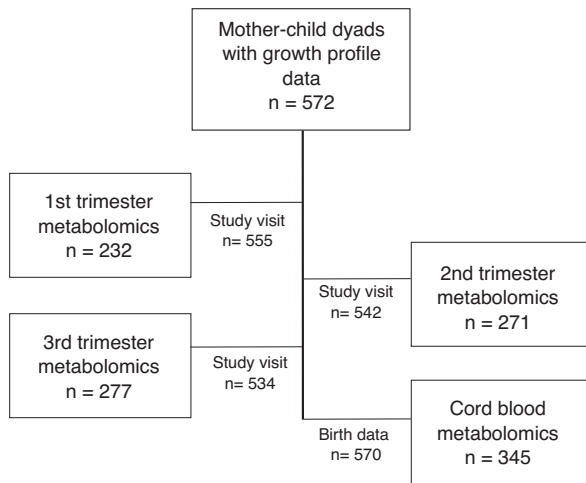 Mother-child dyads
with growth profile
data
n = 572
1st trimester
metabolomics
n = 232
Study visit
n= 555
Study visit
n= 542
2nd trimester
metabolomics
n = 271
3rd trimester
metabolomics
n = 277
Study visit
n= 534
Birth data
n= 570
Cord blood
metabolomics
n = 345